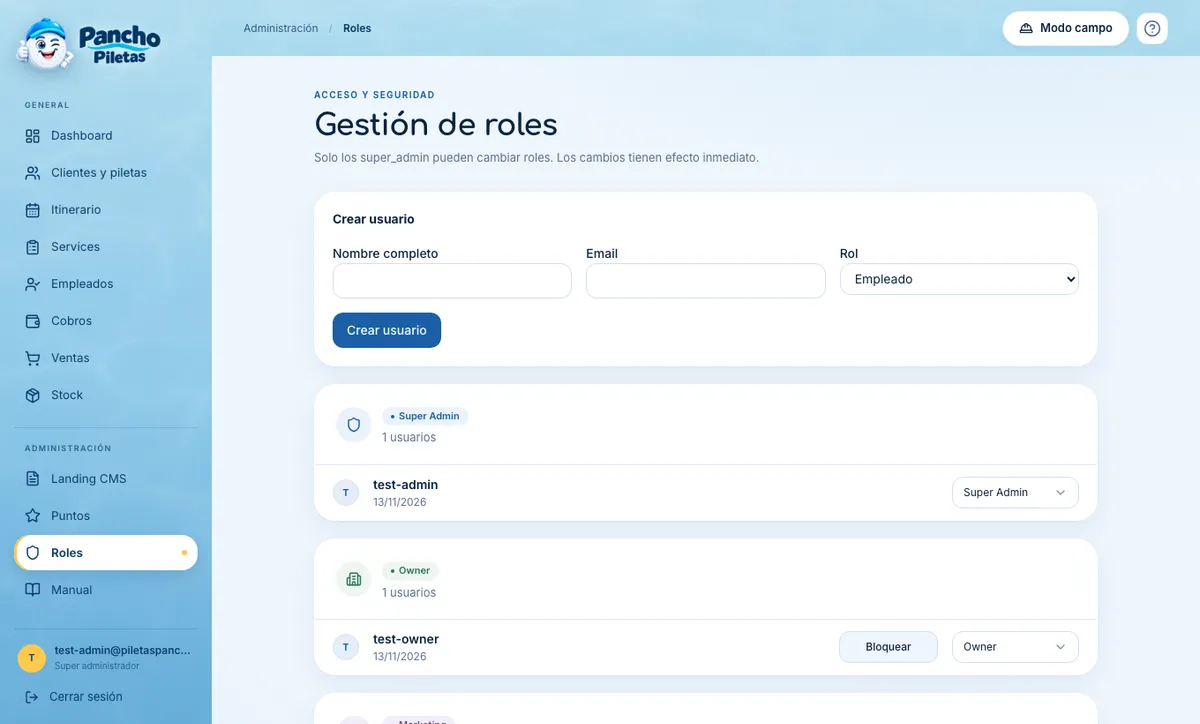 Pancho
Piletas
GENERAL
Dashboard
Clientes y piletas
Itinerario
Services
Empleados
Cobros
Ventas
Stock
ADMINISTRACIÓN
Landing CMS
Puntos
Roles
Manual
T
test-admin@piletaspanc...
Super administrador
Cerrar sesión
Administración / Roles
Modo campo
?
ACCESO Y SEGURIDAD
Gestión de roles
Solo los super_admin pueden cambiar roles. Los cambios tienen efecto inmediato.
Crear usuario
Nombre completo
Email
Rol
Empleado
Crear usuario
• Super Admin
1 usuarios
T
test-admin
13/11/2026
Super Admin
• Owner
1 usuarios
T
test-owner
13/11/2026
Bloquear
Owner
Marketing